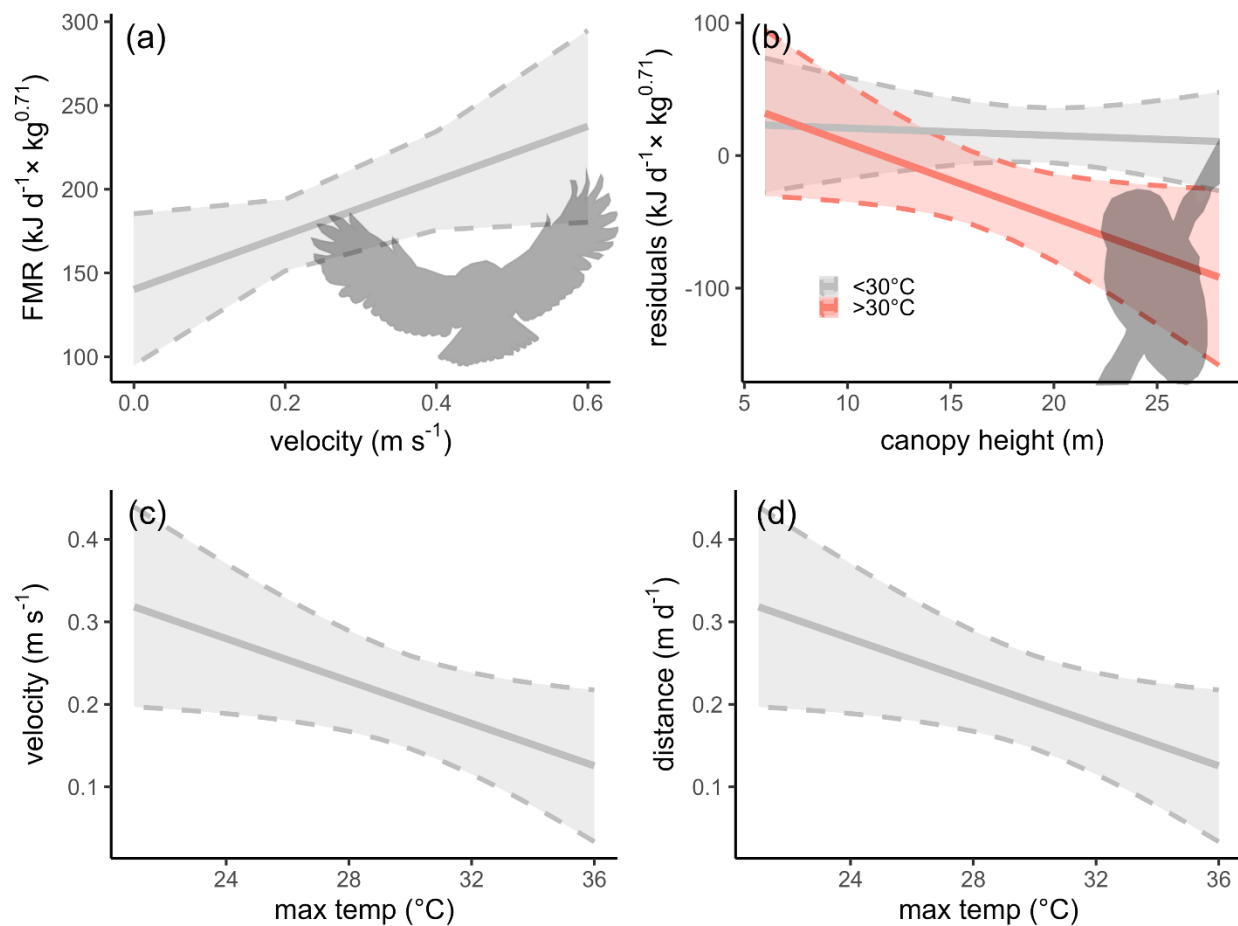 (a)
300
250
200
150
100
FMR (kJ d⁻¹ × kg⁰·⁷¹)
0.0 0.2 0.4 0.6
velocity (m s⁻¹)
(b)
100
0
-100
residuals (kJ d⁻¹ × kg⁰·⁷¹)
<30°C
>30°C
5 10 15 20 25
canopy height (m)
(c)
0.4
0.3
0.2
0.1
velocity (m s⁻¹)
24 28 32 36
max temp (°C)
(d)
0.4
0.3
0.2
0.1
distance (m d⁻¹)
24 28 32 36
max temp (°C)